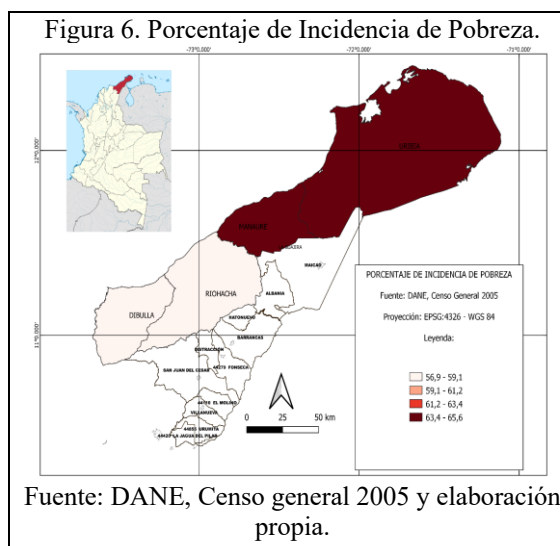 Figura 6. Porcentaje de Incidencia de Pobreza.
-73°0.000'
-72°0.000'
-71°0.000'
12°0.000'
URIBIA
MANAURE
MAICAO
RIOHACHA
ALBANIA
DIBULLA
HATONUEVO
BARRANCAS
11°0.000'
DISTRACCION
SAN JUAN DEL CESAR
44279 FONSECA
44110 EL MOLINO
VILLANUEVA
44855 URUMITA
44420 LA JAGUA DEL PILAR
0 25 50 km
PORCENTAJE DE INCIDENCIA DE POBREZA
Fuente: DANE, Censo General 2005
Proyección: EPSG:4326 - WGS 84
Leyenda:
56,9 - 59,1
59,1 - 61,2
61,2 - 63,4
63,4 - 65,6
Fuente: DANE, Censo general 2005 y elaboración
propia.